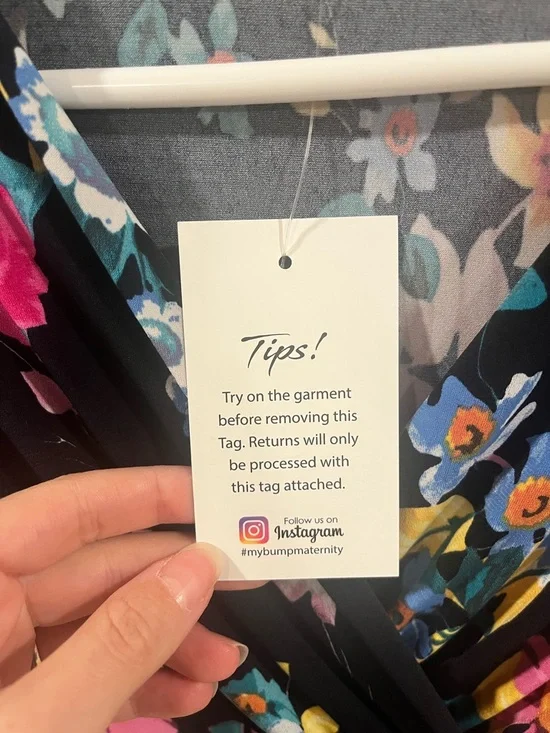 Tips!
Try on the garment
before removing this
Tag. Returns will only
be processed with
this tag attached.
Follow us on
Instagram
#mybumpmaternity